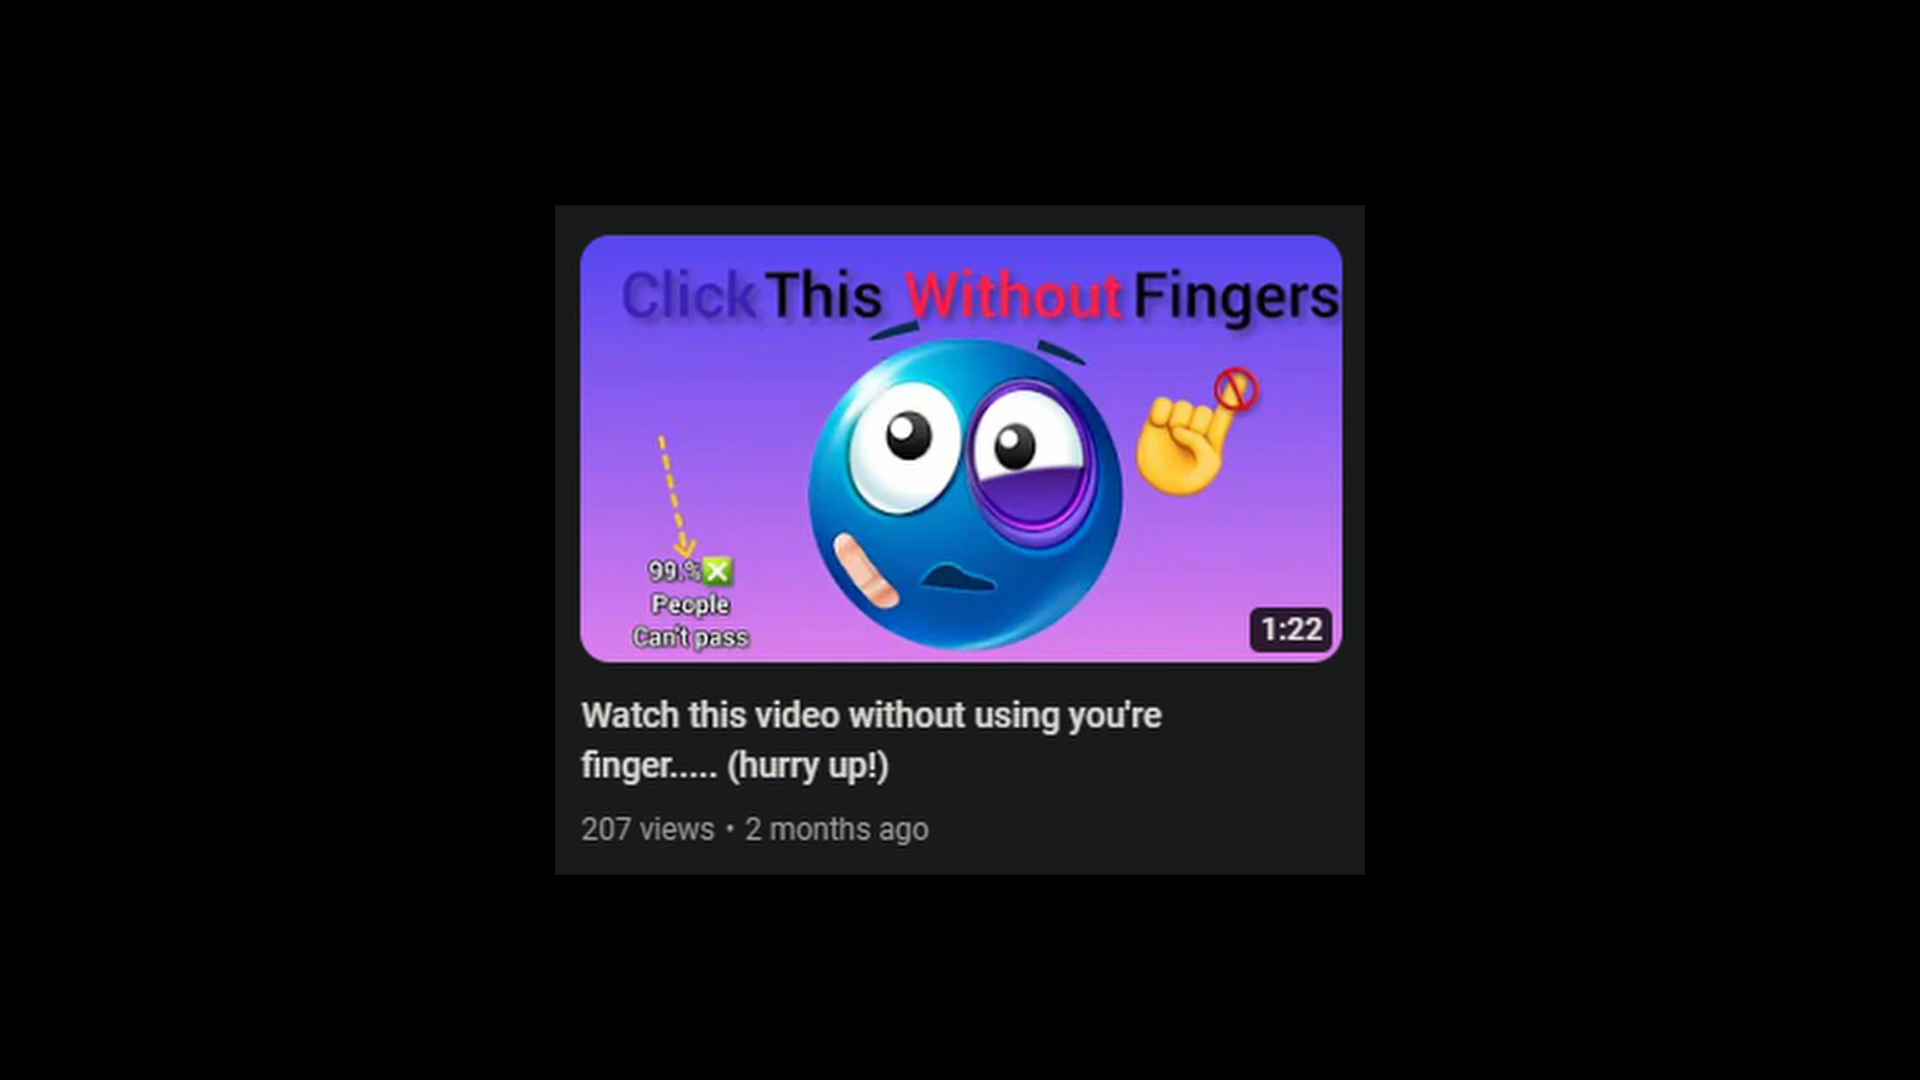 Click This Without Fingers
99.%❎
People
Can't pass
1:22
Watch this video without using you're
finger..... (hurry up!)
207 views • 2 months ago